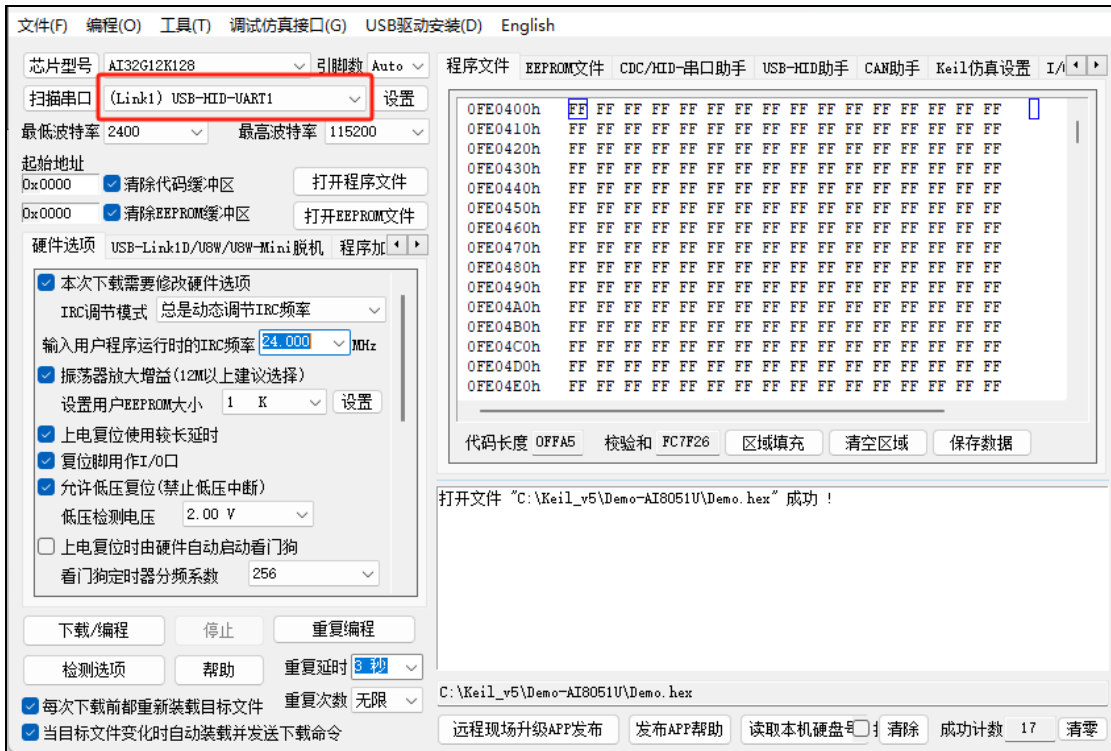 文件(F) 编程(O) 工具(T) 调试仿真接口(G) USB驱动安装(D) English
芯片型号 AI32G12K128 引脚数 Auto
扫描串口 (Link1) USB-HID-UART1 设置
最低波特率 2400 最高波特率 115200
起始地址
0x0000 清除代码缓冲区 打开程序文件
0x0000 清除EEPROM缓冲区 打开EEPROM文件
硬件选项 USB-Link1D/U8W/U8W-Mini脱机 程序加
本次下载需要修改硬件选项
IRC调节模式 总是动态调节IRC频率
输入用户程序运行时的IRC频率 24.000 MHz
振荡器放大增益(12M以上建议选择)
设置用户EEPROM大小 1 K 设置
上电复位使用较长延时
复位脚用作I/O口
允许低压复位(禁止低压中断)
低压检测电压 2.00 V
上电复位时由硬件自动启动看门狗
看门狗定时器分频系数 256
下载/编程 停止 重复编程
检测选项 帮助 重复延时 3 秒
每次下载前都重新装载目标文件 重复次数 无限
当目标文件变化时自动装载并发送下载命令
程序文件 EEPROM文件 CDC/HID-串口助手 USB-HID助手 CAN助手 Keil仿真设置 I/
0FE0400h FF FF FF FF FF FF FF FF FF FF FF FF FF FF FF FF
0FE0410h FF FF FF FF FF FF FF FF FF FF FF FF FF FF FF FF
0FE0420h FF FF FF FF FF FF FF FF FF FF FF FF FF FF FF FF
0FE0430h FF FF FF FF FF FF FF FF FF FF FF FF FF FF FF FF
0FE0440h FF FF FF FF FF FF FF FF FF FF FF FF FF FF FF FF
0FE0450h FF FF FF FF FF FF FF FF FF FF FF FF FF FF FF FF
0FE0460h FF FF FF FF FF FF FF FF FF FF FF FF FF FF FF FF
0FE0470h FF FF FF FF FF FF FF FF FF FF FF FF FF FF FF FF
0FE0480h FF FF FF FF FF FF FF FF FF FF FF FF FF FF FF FF
0FE0490h FF FF FF FF FF FF FF FF FF FF FF FF FF FF FF FF
0FE04A0h FF FF FF FF FF FF FF FF FF FF FF FF FF FF FF FF
0FE04B0h FF FF FF FF FF FF FF FF FF FF FF FF FF FF FF FF
0FE04C0h FF FF FF FF FF FF FF FF FF FF FF FF FF FF FF FF
0FE04D0h FF FF FF FF FF FF FF FF FF FF FF FF FF FF FF FF
0FE04E0h FF FF FF FF FF FF FF FF FF FF FF FF FF FF FF FF
代码长度 0FFA5 校验和 FC7F26 区域填充 清空区域 保存数据
打开文件 "C:\Keil_v5\Demo-AI8051U\Demo.hex" 成功 !
C:\Keil_v5\Demo-AI8051U\Demo.hex
远程现场升级APP发布 发布APP帮助 读取本机硬盘号 清除 成功计数 17 清零